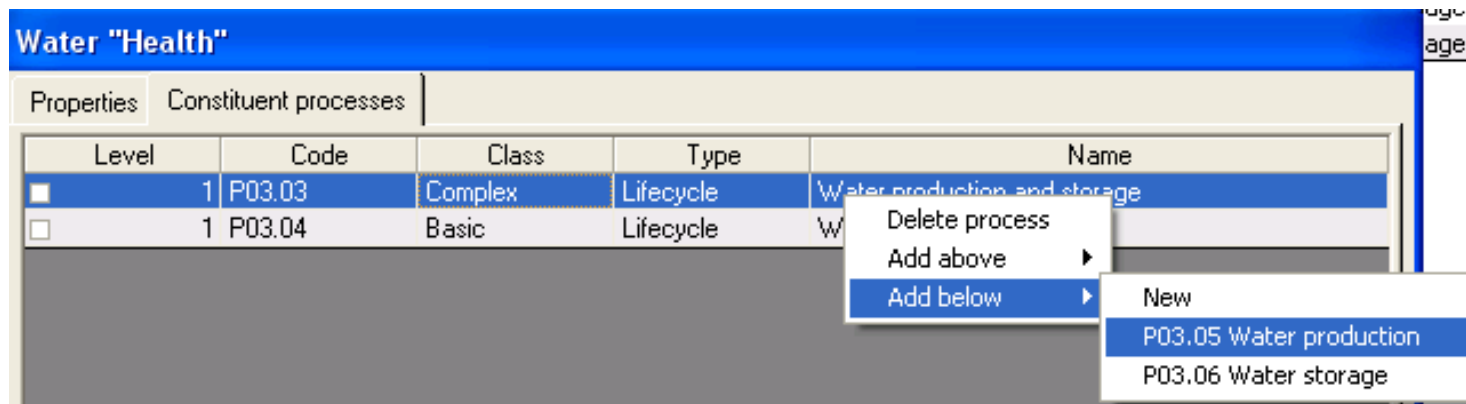 Water "Health"
age
Properties Constituent processes
Level Code Class Type Name
1 P03.03 Complex Lifecycle Water production and storage
1 P03.04 Basic Lifecycle W
Delete process
Add above
Add below
New
P03.05 Water production
P03.06 Water storage